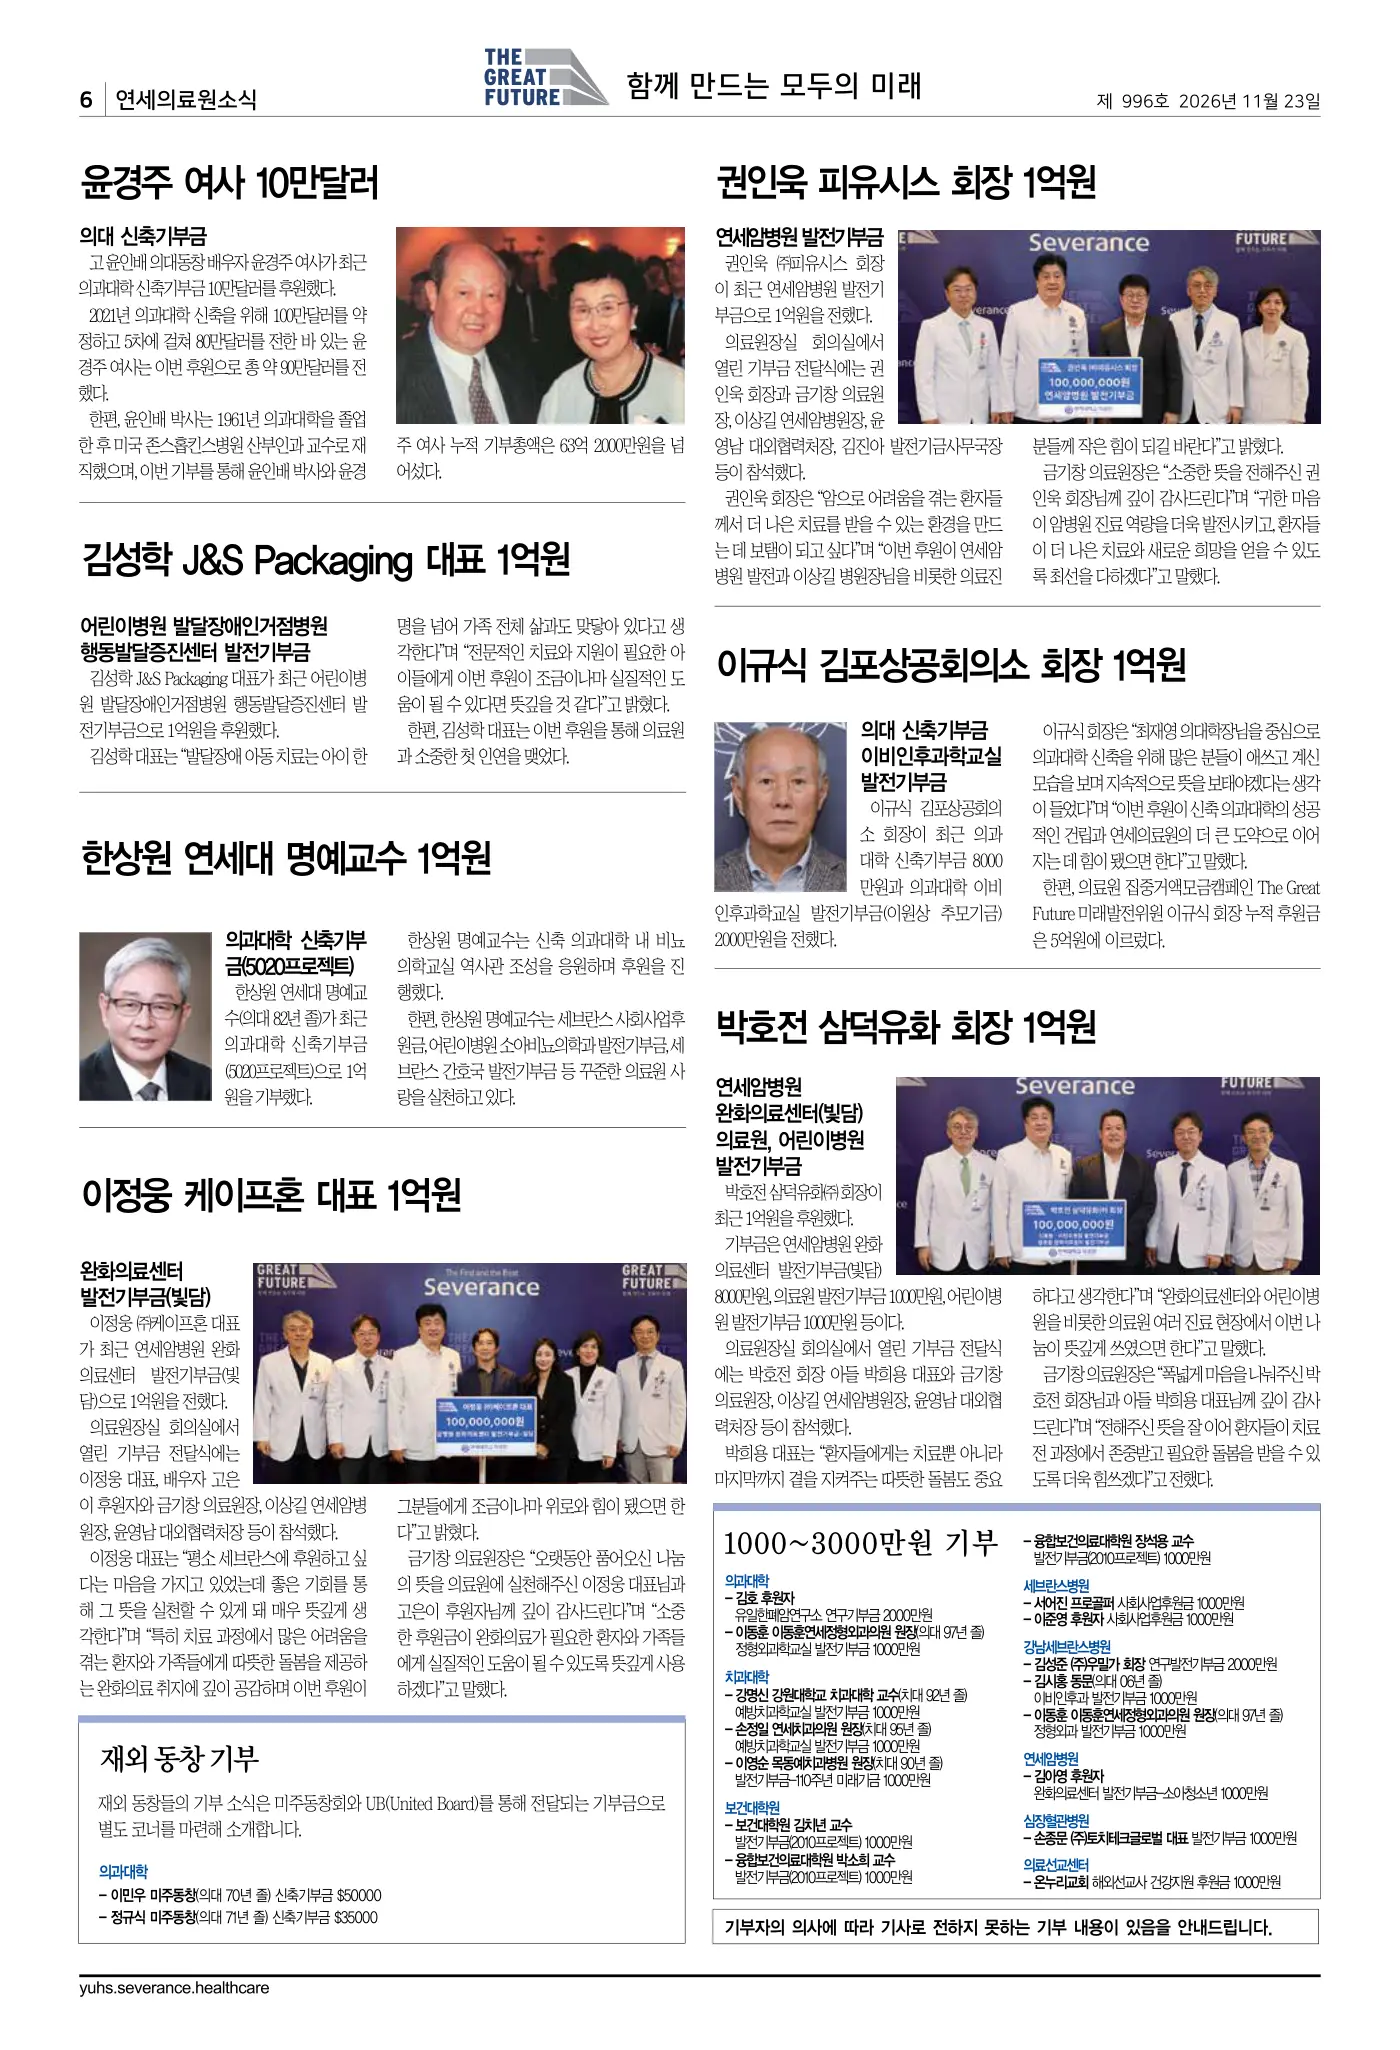 6 연세의료원소식
THE
GREAT
FUTURE
함께 만드는 모두의 미래
제 996호 2026년 11월 23일
윤경주 여사 10만달러
의대 신축기부금
고 윤인배 의대동창 배우자 윤경주 여사가 최근
의과대학 신축기부금 10만달러를 후원했다.
2021년 의과대학 신축을 위해 100만달러를 약
정하고 5차에 걸쳐 80만달러를 전한 바 있는 윤
경주 여사는 이번 후원으로 총 약 90만달러를 전
했다.
한편, 윤인배 박사는 1961년 의과대학을 졸업
한 후 미국 존스홉킨스병원 산부인과 교수로 재
직했으며, 이번 기부를 통해 윤인배 박사와 윤경
주 여사 누적 기부총액은 63억 2000만원을 넘
어섰다.
김성학 J&S Packaging 대표 1억원
어린이병원 발달장애인거점병원
행동발달증진센터 발전기부금
김성학 J&S Packaging 대표가 최근 어린이병
원 발달장애인거점병원 행동발달증진센터 발
전기부금으로 1억원을 후원했다.
김성학 대표는 “발달장애 아동 치료는 아이 한
명을 넘어 가족 전체 삶과도 맞닿아 있다고 생
각한다”며 “전문적인 치료와 지원이 필요한 아
이들에게 이번 후원이 조금이나마 실질적인 도
움이 될 수 있다면 뜻깊을 것 같다”고 밝혔다.
한편, 김성학 대표는 이번 후원을 통해 의료원
과 소중한 첫 인연을 맺었다.
한상원 연세대 명예교수 1억원
의과대학 신축기부
금(5020프로젝트)
한상원 연세대 명예교
수(의대 82년 졸)가 최근
의과대학 신축기부금
(5020프로젝트)으로 1억
원을 기부했다.
한상원 명예교수는 신축 의과대학 내 비뇨
의학교실 역사관 조성을 응원하며 후원을 진
행했다.
한편, 한상원 명예교수는 세브란스 사회사업후
원금, 어린이병원 소아비뇨의학과 발전기부금, 세
브란스 간호국 발전기부금 등 꾸준한 의료원 사
랑을 실천하고 있다.
이정웅 케이프혼 대표 1억원
완화의료센터
발전기부금(빛담)
이정웅 ㈜케이프혼 대표
가 최근 연세암병원 완화
의료센터 발전기부금(빛
담)으로 1억원을 전했다.
의료원장실 회의실에서
열린 기부금 전달식에는
이정웅 대표, 배우자 고은
이 후원자와 금기창 의료원장, 이상길 연세암병
원장, 윤영남 대외협력처장 등이 참석했다.
이정웅 대표는 “평소 세브란스에 후원하고 싶
다는 마음을 가지고 있었는데 좋은 기회를 통
해 그 뜻을 실천할 수 있게 돼 매우 뜻깊게 생
각한다”며 “특히 치료 과정에서 많은 어려움을
겪는 환자와 가족들에게 따뜻한 돌봄을 제공하
는 완화의료 취지에 깊이 공감하며 이번 후원이
GREAT
FUTURE
The First and the Best
Severance
GREAT
FUTURE
이정웅 ㈜케이프혼 대표
100,000,000원
그분들에게 조금이나마 위로와 힘이 됐으면 한
다”고 밝혔다.
금기창 의료원장은 “오랫동안 품어오신 나눔
의 뜻을 의료원에 실천해주신 이정웅 대표님과
고은이 후원자님께 깊이 감사드린다”며 “소중
한 후원금이 완화의료가 필요한 환자와 가족들
에게 실질적인 도움이 될 수 있도록 뜻깊게 사용
하겠다”고 말했다.
재외 동창 기부
재외 동창들의 기부 소식은 미주동창회와 UB(United Board)를 통해 전달되는 기부금으로
별도 코너를 마련해 소개합니다.
의과대학
– 이민우 미주동창(의대 70년 졸) 신축기부금 $50000
– 정규식 미주동창(의대 71년 졸) 신축기부금 $35000
권인욱 피유시스 회장 1억원
연세암병원 발전기부금
권인욱 ㈜피유시스 회장
이 최근 연세암병원 발전기
부금으로 1억원을 전했다.
의료원장실 회의실에서
열린 기부금 전달식에는 권
인욱 회장과 금기창 의료원
장, 이상길 연세암병원장, 윤
영남 대외협력처장, 김진아 발전기금사무국장
등이 참석했다.
권인욱 회장은 “암으로 어려움을 겪는 환자들
께서 더 나은 치료를 받을 수 있는 환경을 만드
는 데 보탬이 되고 싶다”며 “이번 후원이 연세암
병원 발전과 이상길 병원장님을 비롯한 의료진
Severance
FUTURE
권인욱 ㈜피유시스 회장
100,000,000원
연세암병원 발전기부금
분들께 작은 힘이 되길 바란다”고 밝혔다.
금기창 의료원장은 “소중한 뜻을 전해주신 권
인욱 회장님께 깊이 감사드린다”며 “귀한 마음
이 암병원 진료 역량을 더욱 발전시키고, 환자들
이 더 나은 치료와 새로운 희망을 얻을 수 있도
록 최선을 다하겠다”고 말했다.
이규식 김포상공회의소 회장 1억원
의대 신축기부금
이비인후과학교실
발전기부금
이규식 김포상공회의
소 회장이 최근 의과
대학 신축기부금 8000
만원과 의과대학 이비
인후과학교실 발전기부금(이원상 추모기금)
2000만원을 전했다.
이규식 회장은 “최재영 의대학장님을 중심으로
의과대학 신축을 위해 많은 분들이 애쓰고 계신
모습을 보며 지속적으로 뜻을 보태야겠다는 생각
이 들었다”며 “이번 후원이 신축 의과대학의 성공
적인 건립과 연세의료원의 더 큰 도약으로 이어
지는 데 힘이 됐으면 한다”고 말했다.
한편, 의료원 집중거액모금캠페인 The Great
Future 미래발전위원 이규식 회장 누적 후원금
은 5억원에 이르렀다.
박호전 삼덕유화 회장 1억원
연세암병원
완화의료센터(빛담)
의료원, 어린이병원
발전기부금
박호전 삼덕유화㈜ 회장이
최근 1억원을 후원했다.
기부금은 연세암병원 완화
의료센터 발전기부금(빛담)
8000만원, 의료원 발전기부금 1000만원, 어린이병
원 발전기부금 1000만원 등이다.
의료원장실 회의실에서 열린 기부금 전달식
에는 박호전 회장 아들 박희용 대표와 금기창
의료원장, 이상길 연세암병원장, 윤영남 대외협
력처장 등이 참석했다.
박희용 대표는 “환자들에게는 치료뿐 아니라
마지막까지 곁을 지켜주는 따뜻한 돌봄도 중요
Severance
FUTURE
박호전 삼덕유화㈜ 회장
100,000,000원
하다고 생각한다”며 “완화의료센터와 어린이병
원을 비롯한 의료원 여러 진료 현장에서 이번 나
눔이 뜻깊게 쓰였으면 한다”고 말했다.
금기창 의료원장은 “폭넓게 마음을 나눠주신 박
호전 회장님과 아들 박희용 대표님께 깊이 감사
드린다”며 “전해주신 뜻을 잘 이어 환자들이 치료
전 과정에서 존중받고 필요한 돌봄을 받을 수 있
도록 더욱 힘쓰겠다”고 전했다.
1000~3000만원 기부
의과대학
– 김호 후원자
유일한폐암연구소 연구기부금 2000만원
– 이동훈 이동훈연세정형외과의원 원장(의대 97년 졸)
정형외과학교실 발전기부금 1000만원
치과대학
– 강명신 강원대학교 치과대학 교수(치대 92년 졸)
예방치과학교실 발전기부금 1000만원
– 손정일 연세치과의원 원장(치대 95년 졸)
예방치과학교실 발전기부금 1000만원
– 이영순 목동예치과병원 원장(치대 90년 졸)
발전기부금–110주년 미래기금 1000만원
보건대학원
– 보건대학원 김치년 교수
발전기부금(2010프로젝트) 1000만원
– 융합보건의료대학원 박소희 교수
발전기부금(2010프로젝트) 1000만원
– 융합보건의료대학원 장석용 교수
발전기부금(2010프로젝트) 1000만원
세브란스병원
– 서어진 프로골퍼 사회사업후원금 1000만원
– 이준영 후원자 사회사업후원금 1000만원
강남세브란스병원
– 김성준 (주)우밀가 회장 연구발전기부금 2000만원
– 김시홍 동문(의대 06년 졸)
이비인후과 발전기부금 1000만원
– 이동훈 이동훈연세정형외과의원 원장(의대 97년 졸)
정형외과 발전기부금 1000만원
연세암병원
– 김아영 후원자
완화의료센터 발전기부금–소아청소년 1000만원
심장혈관병원
– 손종문 (주)토치테크글로벌 대표 발전기부금 1000만원
의료선교센터
– 온누리교회 해외선교사 건강지원 후원금 1000만원
기부자의 의사에 따라 기사로 전하지 못하는 기부 내용이 있음을 안내드립니다.
yuhs.severance.healthcare